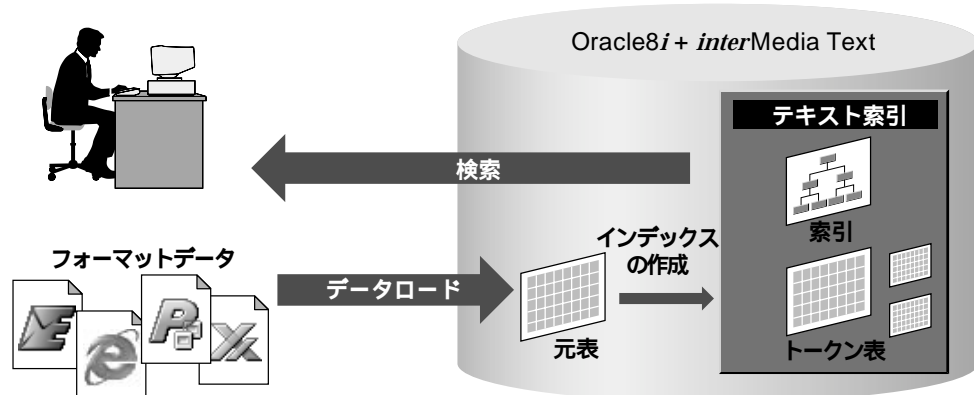 Oracle8i + interMedia Text
テキスト索引
検索
索引
インデックス
の作成
フォーマットデータ
データロード
元表
トークン表